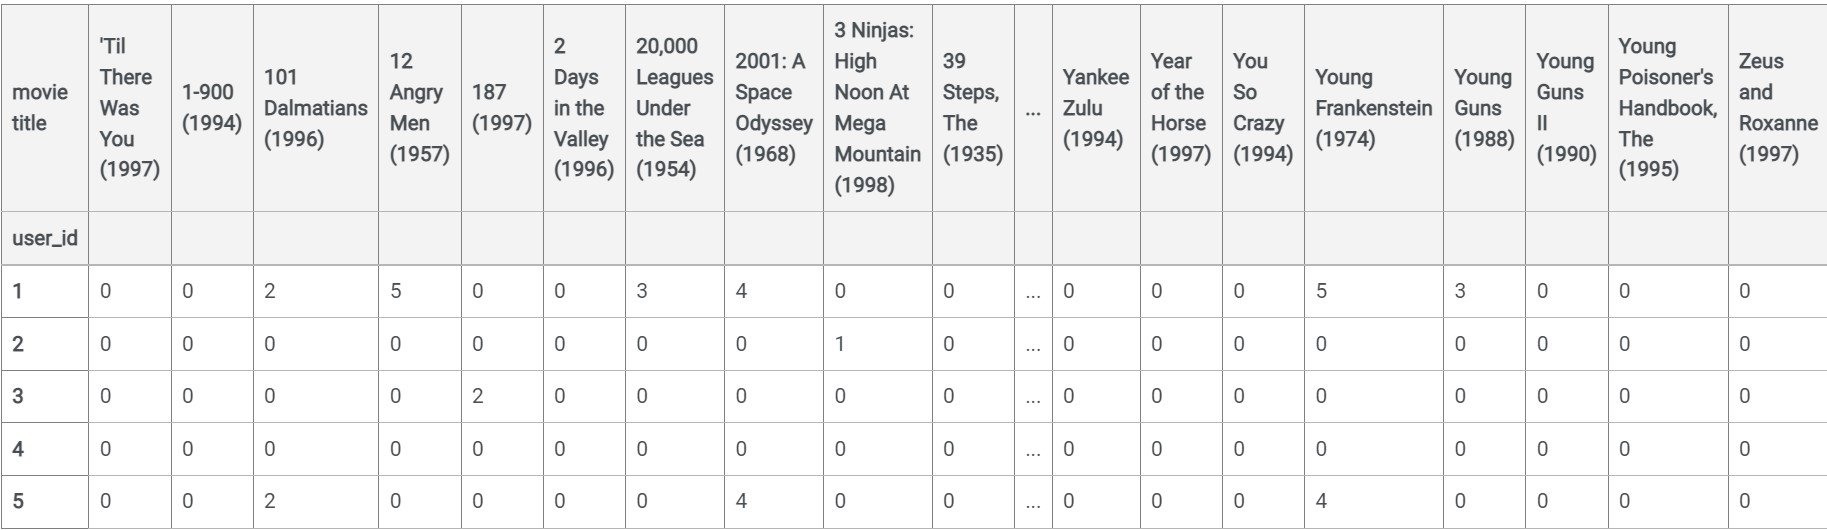 movie title 'Til There Was You (1997) 1-900 (1994) 101 Dalmatians (1996) 12 Angry Men (1957) 187 (1997) 2 Days in the Valley (1996) 20,000 Leagues Under the Sea (1954) 2001: A Space Odyssey (1968) 3 Ninjas: High Noon At Mega Mountain (1998) 39 Steps, The (1935) ... Yankee Zulu (1994) Year of the Horse (1997) You So Crazy (1994) Young Frankenstein (1974) Young Guns (1988) Young Guns II (1990) Young Poisoner's Handbook, The (1995) Zeus and Roxanne (1997)
user_id
1 0 0 2 5 0 0 3 4 0 0 ... 0 0 0 5 3 0 0 0
2 0 0 0 0 0 0 0 0 1 0 ... 0 0 0 0 0 0 0 0
3 0 0 0 0 2 0 0 0 0 0 ... 0 0 0 0 0 0 0 0
4 0 0 0 0 0 0 0 0 0 0 ... 0 0 0 0 0 0 0 0
5 0 0 2 0 0 0 0 4 0 0 ... 0 0 0 4 0 0 0 0